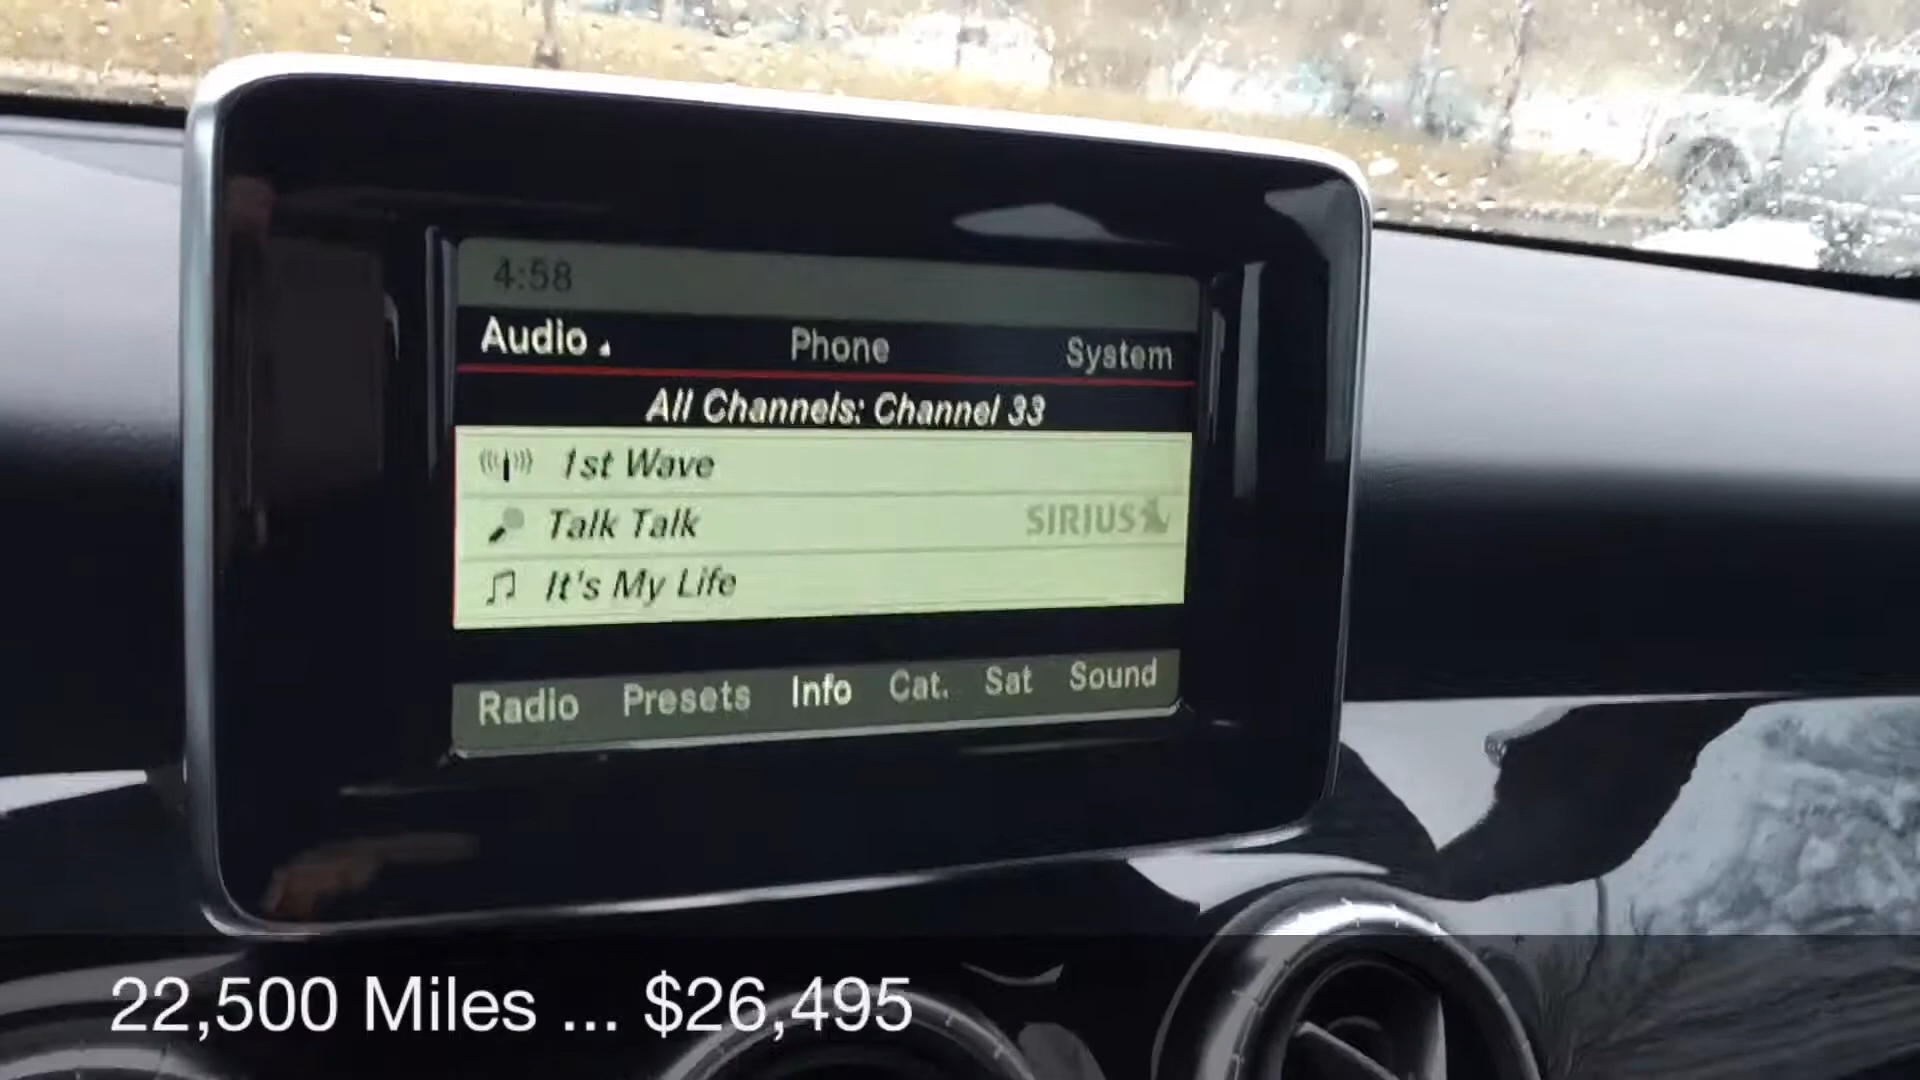 4:58
Audio Phone System
All Channels: Channel 33
1st Wave
Talk Talk SIRIUS
It's My Life
Radio Presets Info Cat. Sat Sound
22,500 Miles ... $26,495